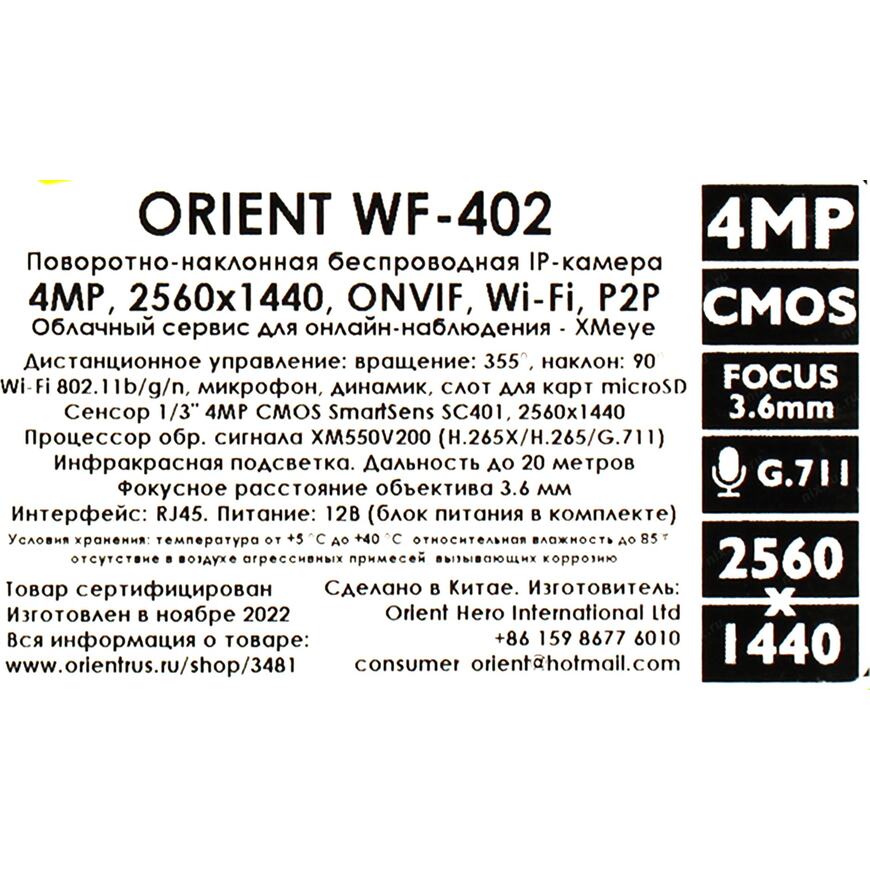 ORIENT WF-402
Поворотно-наклонная беспроводная IP-камера
4MP, 2560x1440, ONVIF, Wi-Fi, P2P
Облачный сервис для онлайн-наблюдения - XMeye
Дистанционное управление: вращение: 355°, наклон: 90°
Wi-Fi 802.11b/g/n, микрофон, динамик, слот для карт microSD
Сенсор 1/3" 4MP CMOS SmartSens SC401, 2560x1440
Процессор обр. сигнала XM550V200 (H.265X/H.265/G.711)
Инфракрасная подсветка. Дальность до 20 метров
Фокусное расстояние объектива 3.6 мм
Интерфейс: RJ45. Питание: 12В (блок питания в комплекте)
Условия хранения: температура от +5 °C до +40 °C относительная влажность до 85
отсутствие в воздухе агрессивных примесей вызывающих коррозию
Товар сертифицирован
Изготовлен в ноябре 2022
Вся информация о товаре:
www.orientrus.ru/shop/3481
Сделано в Китае. Изготовитель:
Orient Hero International Ltd
+86 159 8677 6010
consumer orient@hotmail.com
4MP
CMOS
FOCUS
3.6mm
G.711
2560
x
1440